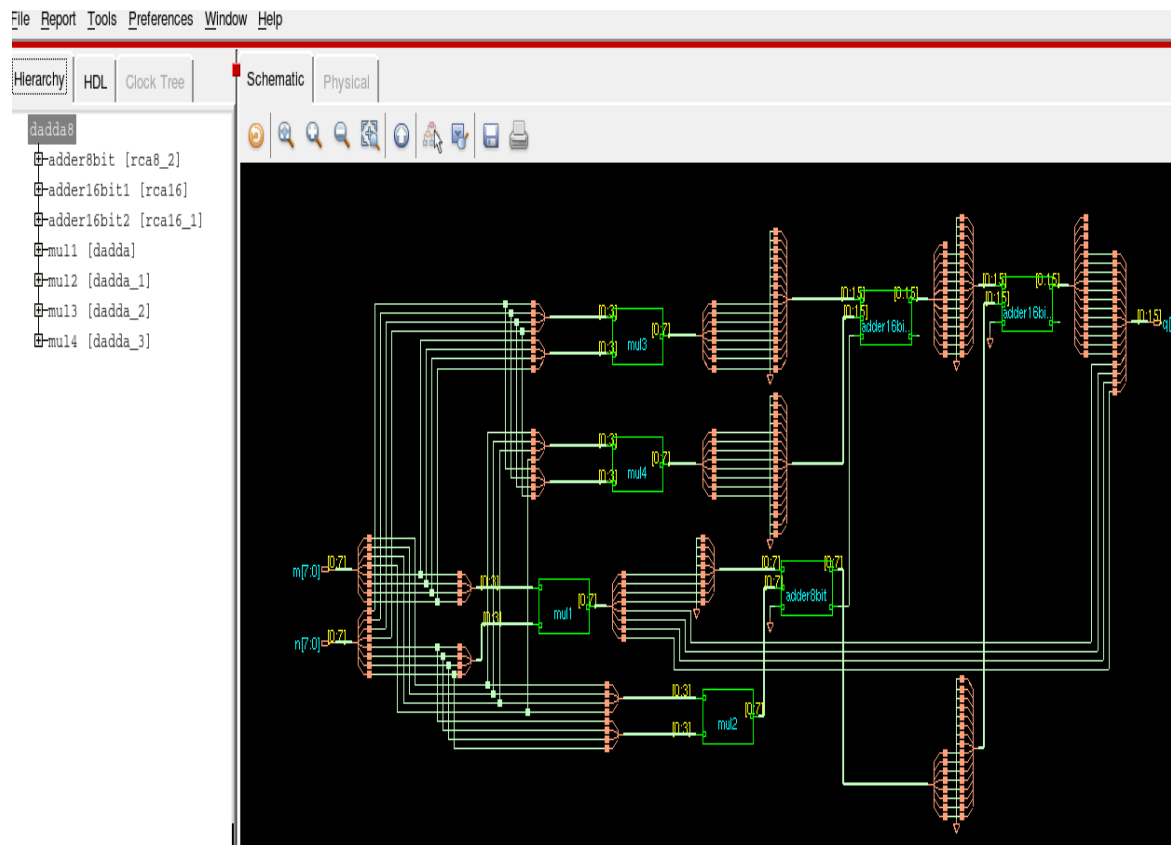 File Report Tools Preferences Window Help
Hierarchy HDL Clock Tree
Schematic Physical
dadda8
adder8bit [rca8_2]
adder16bit1 [rca16]
adder16bit2 [rca16_1]
mul1 [dadda]
mul2 [dadda_1]
mul3 [dadda_2]
mul4 [dadda_3]
[0:15] [0:15] [0:15] [0:15]
[0:15] [0:15]
adder16bi.. adder16bi..
[0:15] q[
[0:3]
[0:7]
mul3
[0:3]
[0:3]
[0:7]
mul4
[0:3]
m[7:0] [0:7]
[0:3]
[0:7] [0:7]
[0:7]
adder8bit
[0:7]
mul1
[0:3]
n[7:0] [0:7]
[0:3]
[0:7]
mul2
[0:3]